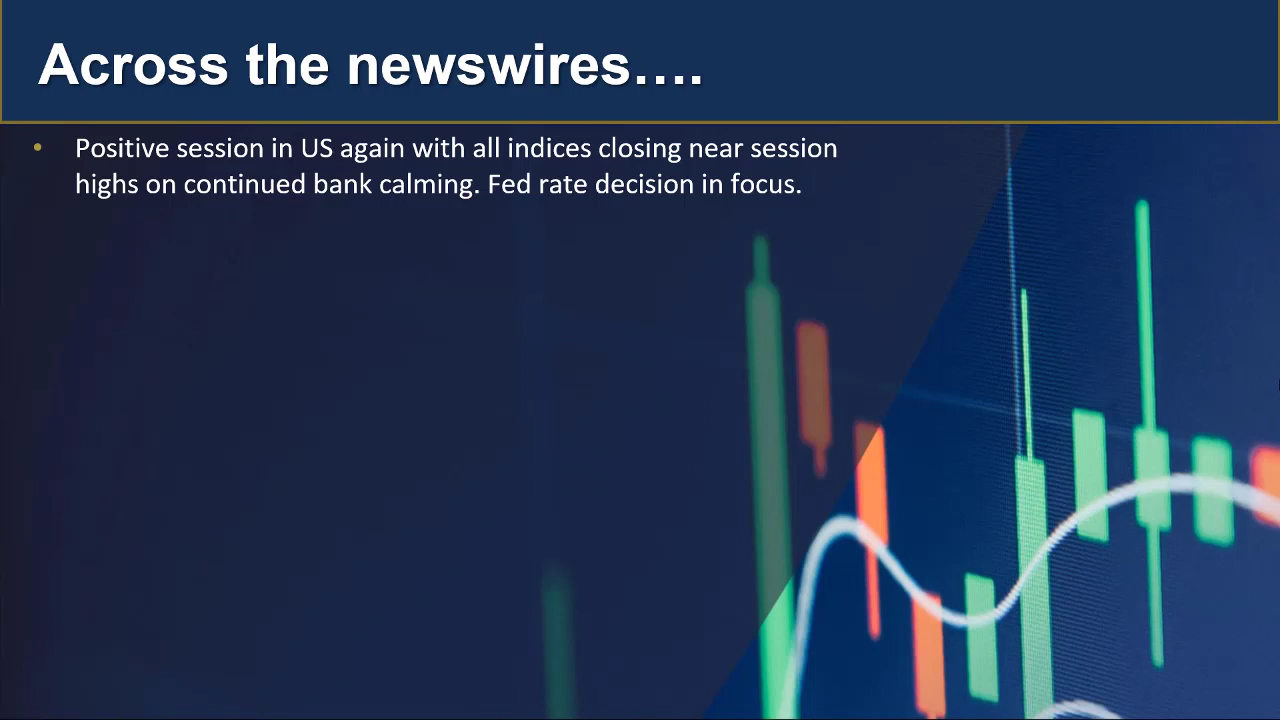 Across the newswires….
• Positive session in US again with all indices closing near session
highs on continued bank calming. Fed rate decision in focus.